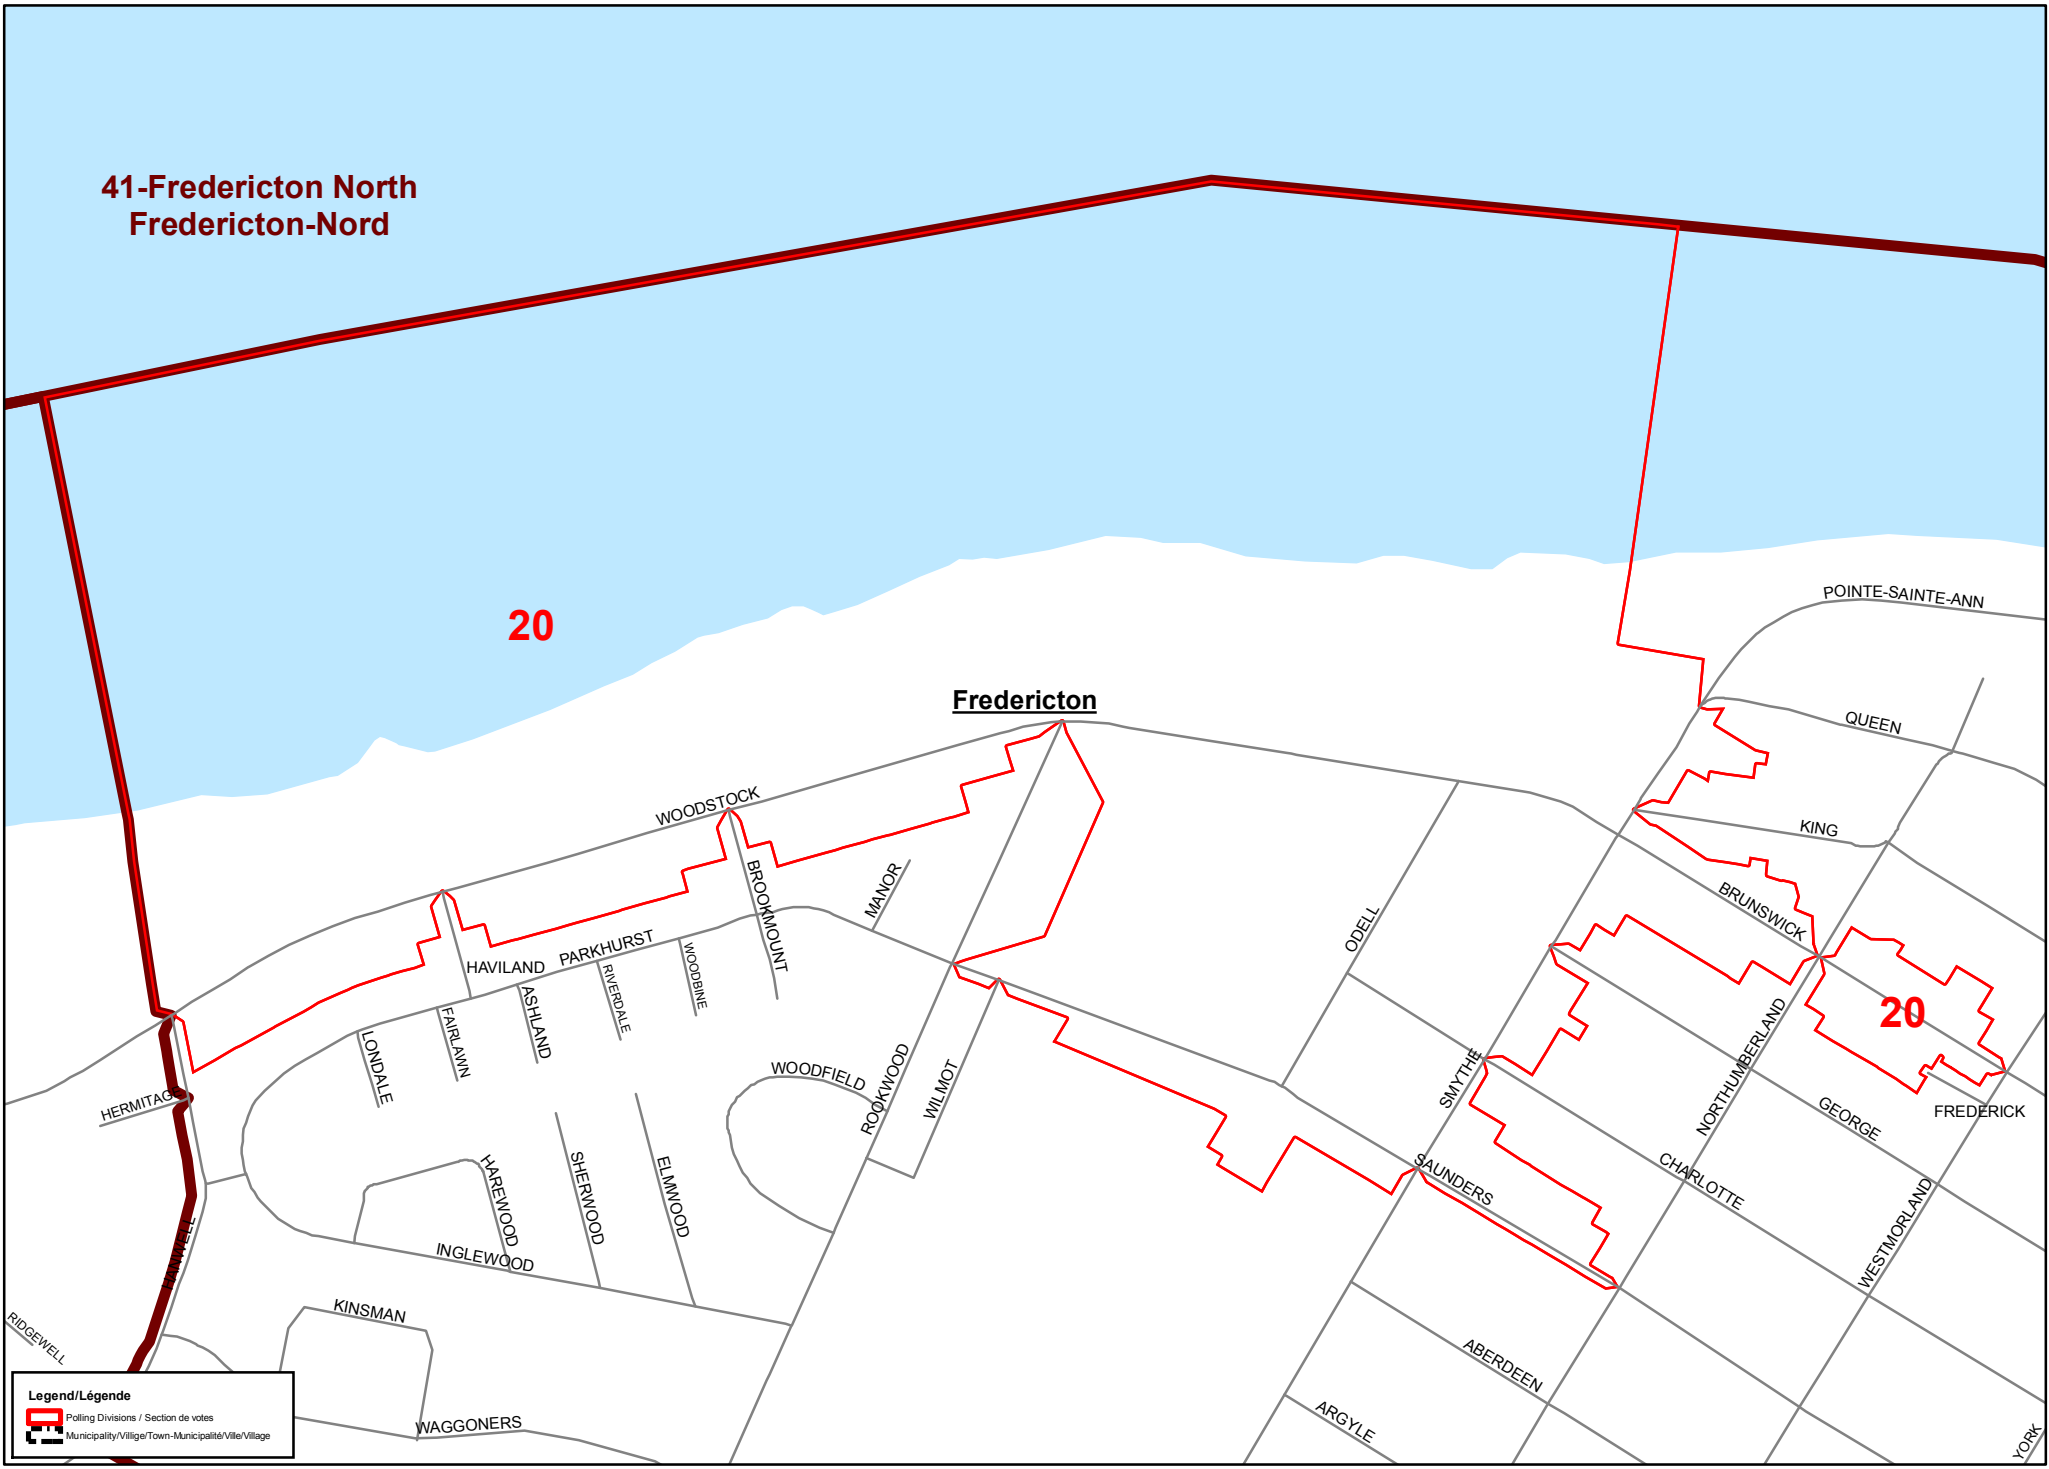 41-Fredericton North
Fredericton-Nord
POINTE-SAINTE-ANN
20
Fredericton
QUEEN
WOODSTOCK
KING
BROOKMOUNT
MANOR
BRUNSWICK
ODELL
PARKHURST
HAVILAND
WOODBINE
RIVERDALE
ASHLAND
FAIRLAWN
20
LONDALE
NORTHUMBERLAND
SMYTHE
WOODFIELD
ROOKWOOD
WILMOT
HERMITAGE
FREDERICK
GEORGE
CHARLOTTE
SAUNDERS
WESTMORLAND
HAREWOOD
SHERWOOD
ELMWOOD
HANWELL
INGLEWOOD
KINSMAN
RIDGEWELL
ABERDEEN
ARGYLE
WAGGONERS
YORK
Legend/Légende
Polling Divisions / Section de votes
Municipality/Villige/Town-Municipalité/Ville/Village